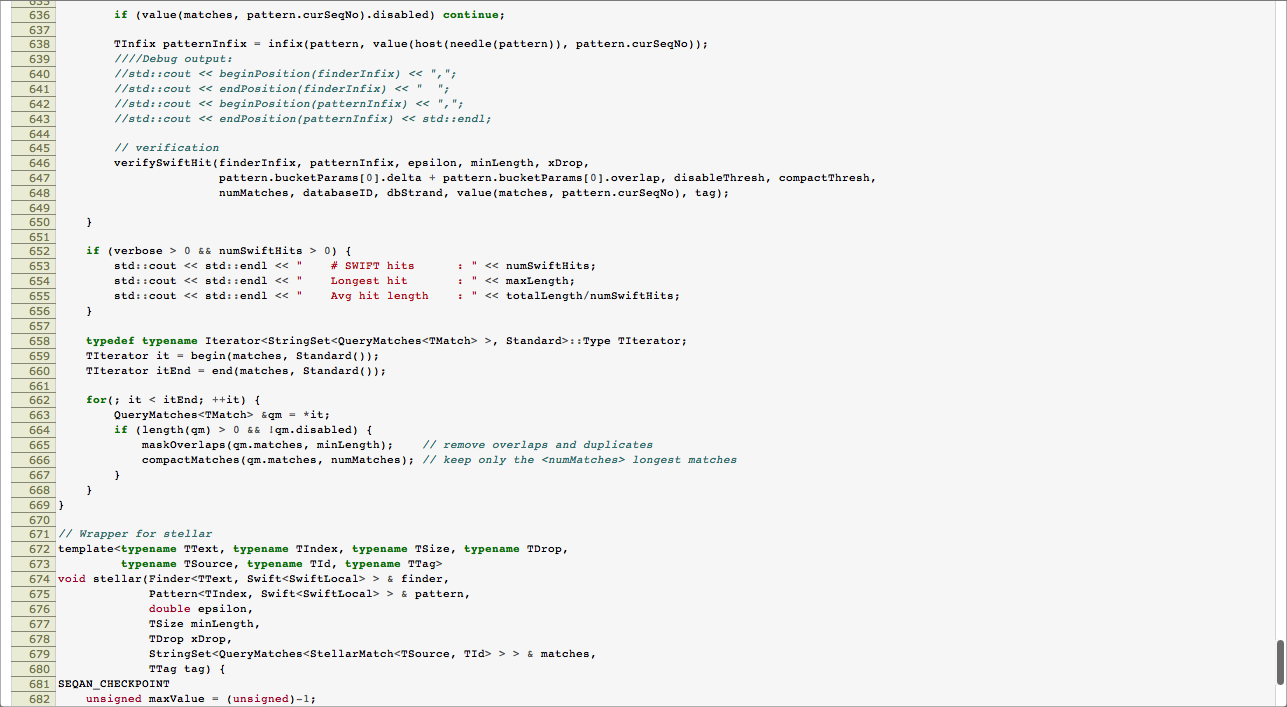 635
636 if (value(matches, pattern.curSeqNo).disabled) continue;
637
638 TInfix patternInfix = infix(pattern, value(host(needle(pattern)), pattern.curSeqNo));
639 ////Debug output:
640 //std::cout << beginPosition(finderInfix) << ",";
641 //std::cout << endPosition(finderInfix) << "  ";
642 //std::cout << beginPosition(patternInfix) << ",";
643 //std::cout << endPosition(patternInfix) << std::endl;
644
645 // verification
646 verifySwiftHit(finderInfix, patternInfix, epsilon, minLength, xDrop,
647 pattern.bucketParams[0].delta + pattern.bucketParams[0].overlap, disableThresh, compactThresh,
648 numMatches, databaseID, dbStrand, value(matches, pattern.curSeqNo), tag);
649
650 }
651
652 if (verbose > 0 && numSwiftHits > 0) {
653 std::cout << std::endl << "    # SWIFT hits      : " << numSwiftHits;
654 std::cout << std::endl << "    Longest hit       : " << maxLength;
655 std::cout << std::endl << "    Avg hit length    : " << totalLength/numSwiftHits;
656 }
657
658 typedef typename Iterator<StringSet<QueryMatches<TMatch> >, Standard>::Type TIterator;
659 TIterator it = begin(matches, Standard());
660 TIterator itEnd = end(matches, Standard());
661
662 for(; it < itEnd; ++it) {
663 QueryMatches<TMatch> &qm = *it;
664 if (length(qm) > 0 && !qm.disabled) {
665 maskOverlaps(qm.matches, minLength);    // remove overlaps and duplicates
666 compactMatches(qm.matches, numMatches); // keep only the <numMatches> longest matches
667 }
668 }
669 }
670
671 // Wrapper for stellar
672 template<typename TText, typename TIndex, typename TSize, typename TDrop,
673 typename TSource, typename TId, typename TTag>
674 void stellar(Finder<TText, Swift<SwiftLocal> > & finder,
675 Pattern<TIndex, Swift<SwiftLocal> > & pattern,
676 double epsilon,
677 TSize minLength,
678 TDrop xDrop,
679 StringSet<QueryMatches<StellarMatch<TSource, TId> > > & matches,
680 TTag tag) {
681 SEQAN_CHECKPOINT
682 unsigned maxValue = (unsigned)-1;